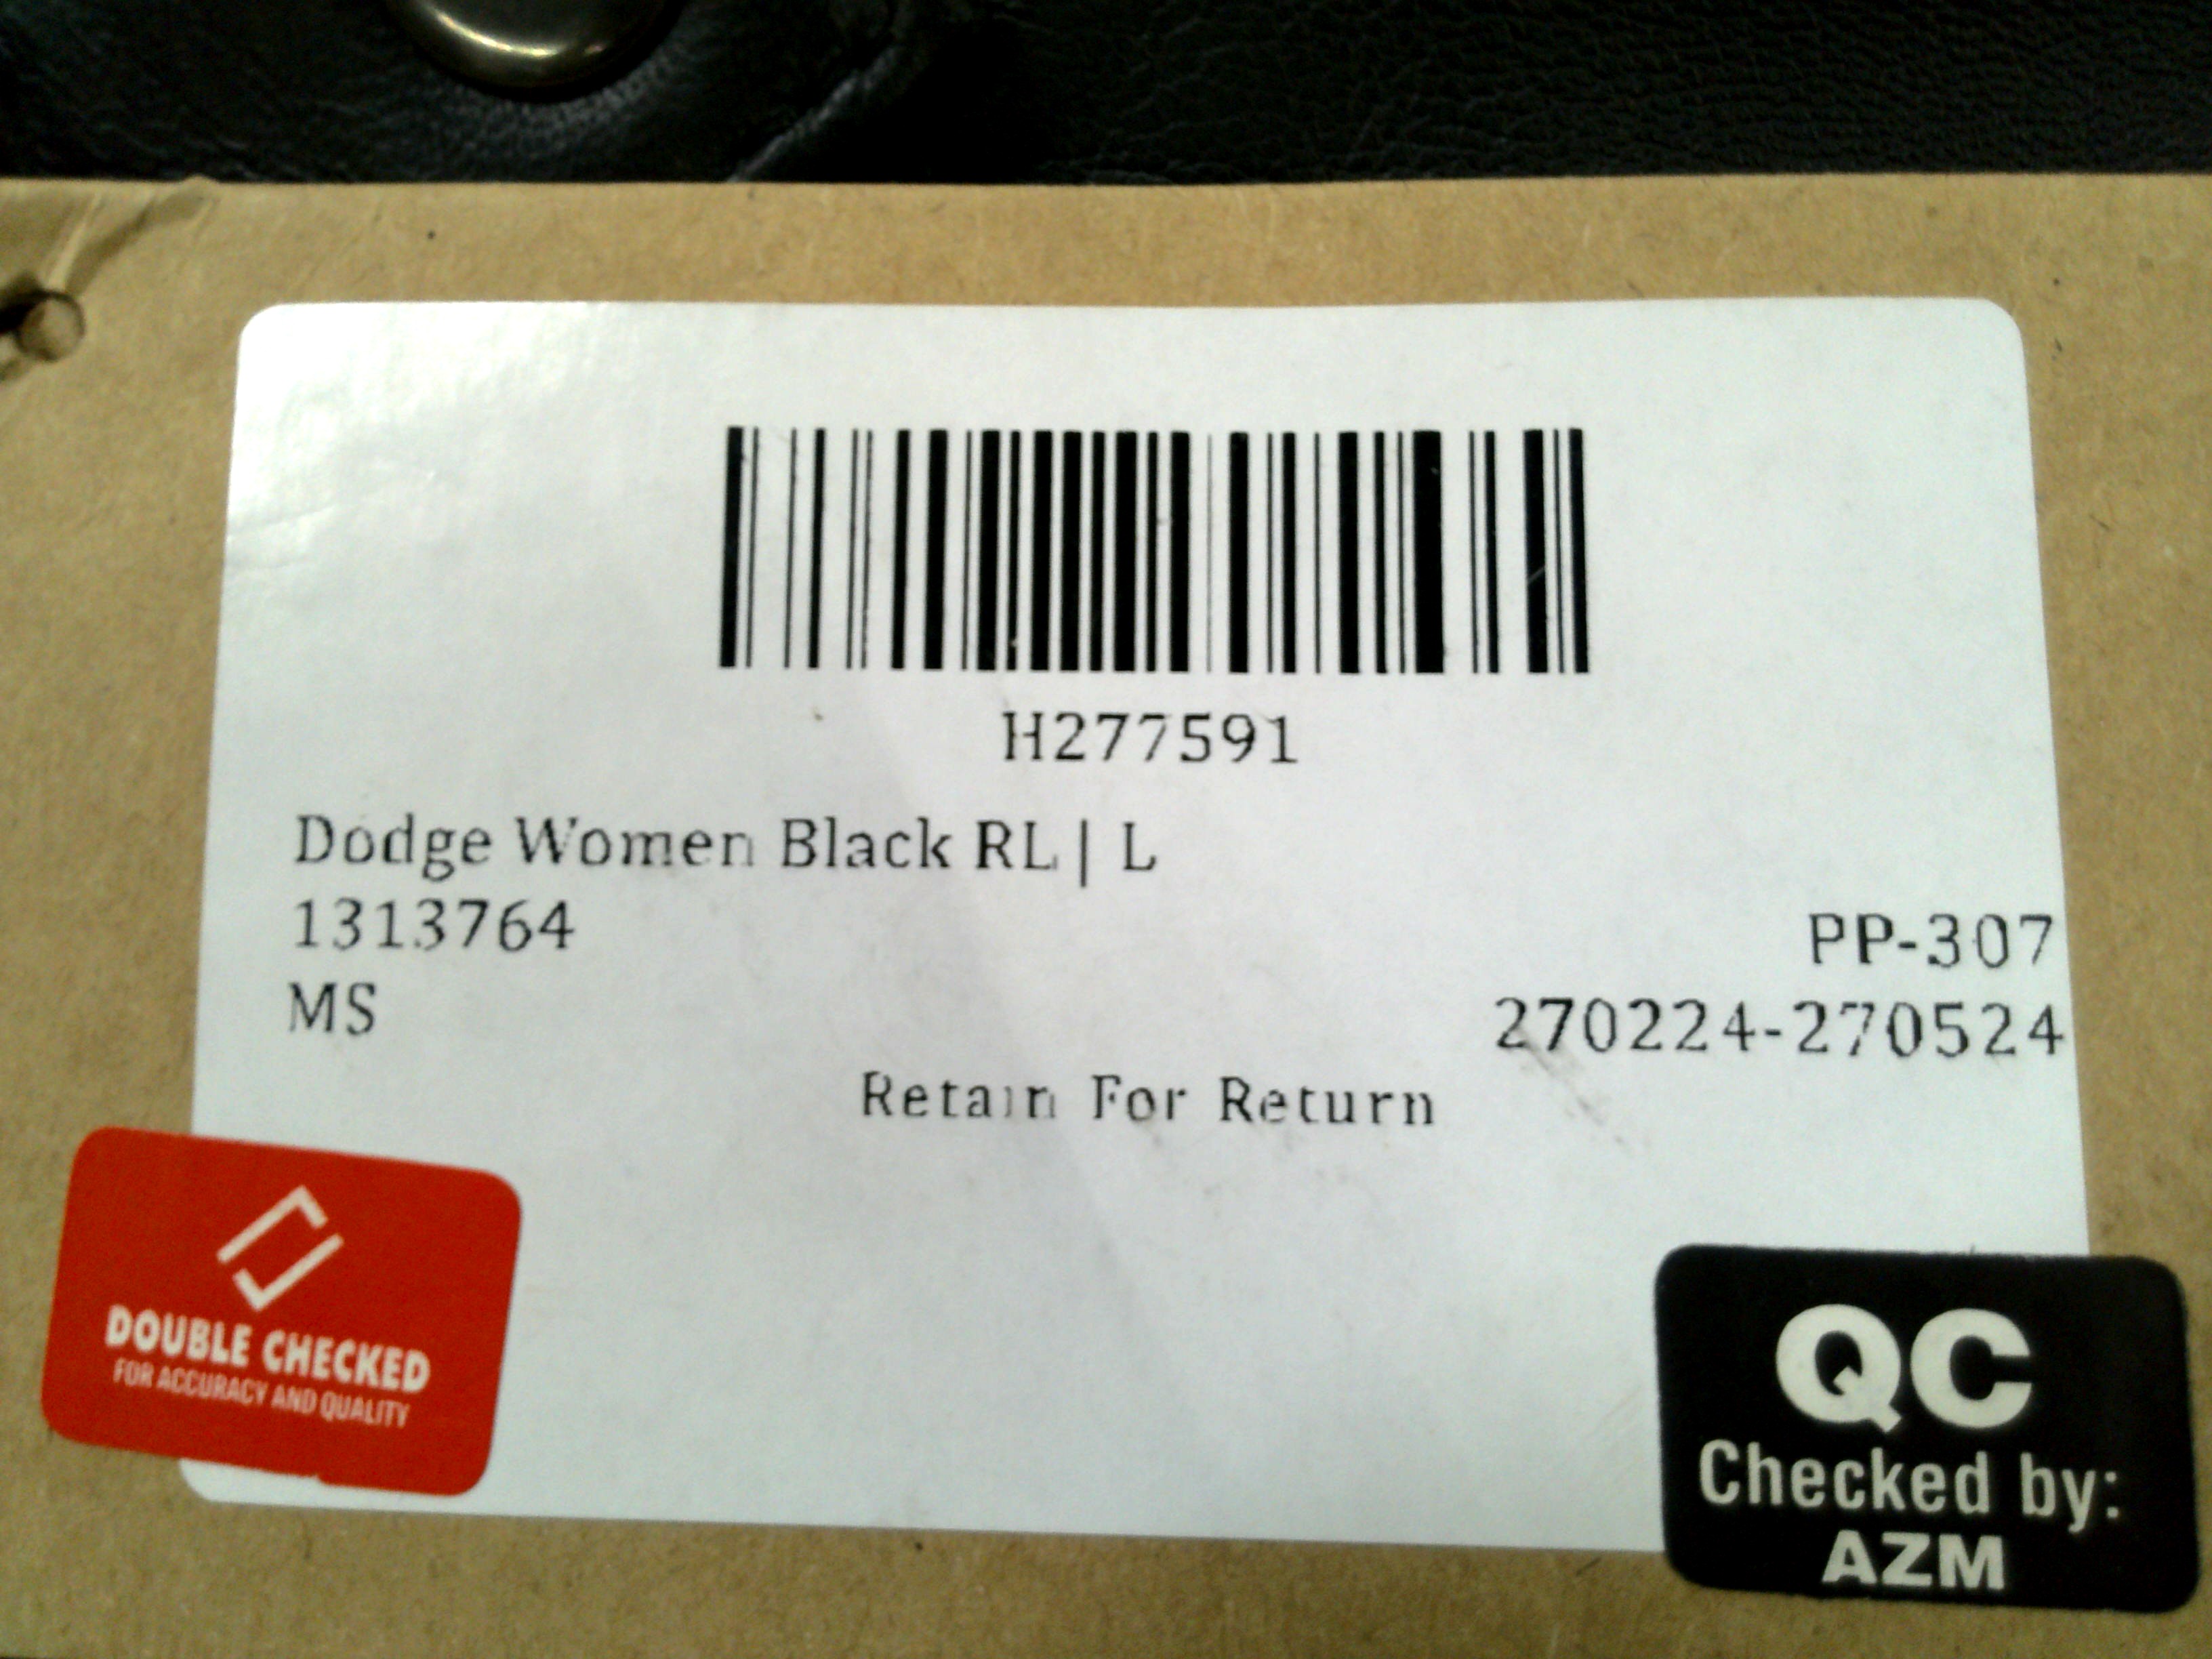 H277591
Dodge Women Black RL | L
1313764
PP-307
MS
270224-270524
Retain For Return
DOUBLE CHECKED
FOR ACCURACY AND QUALITY
QC
Checked by:
AZM